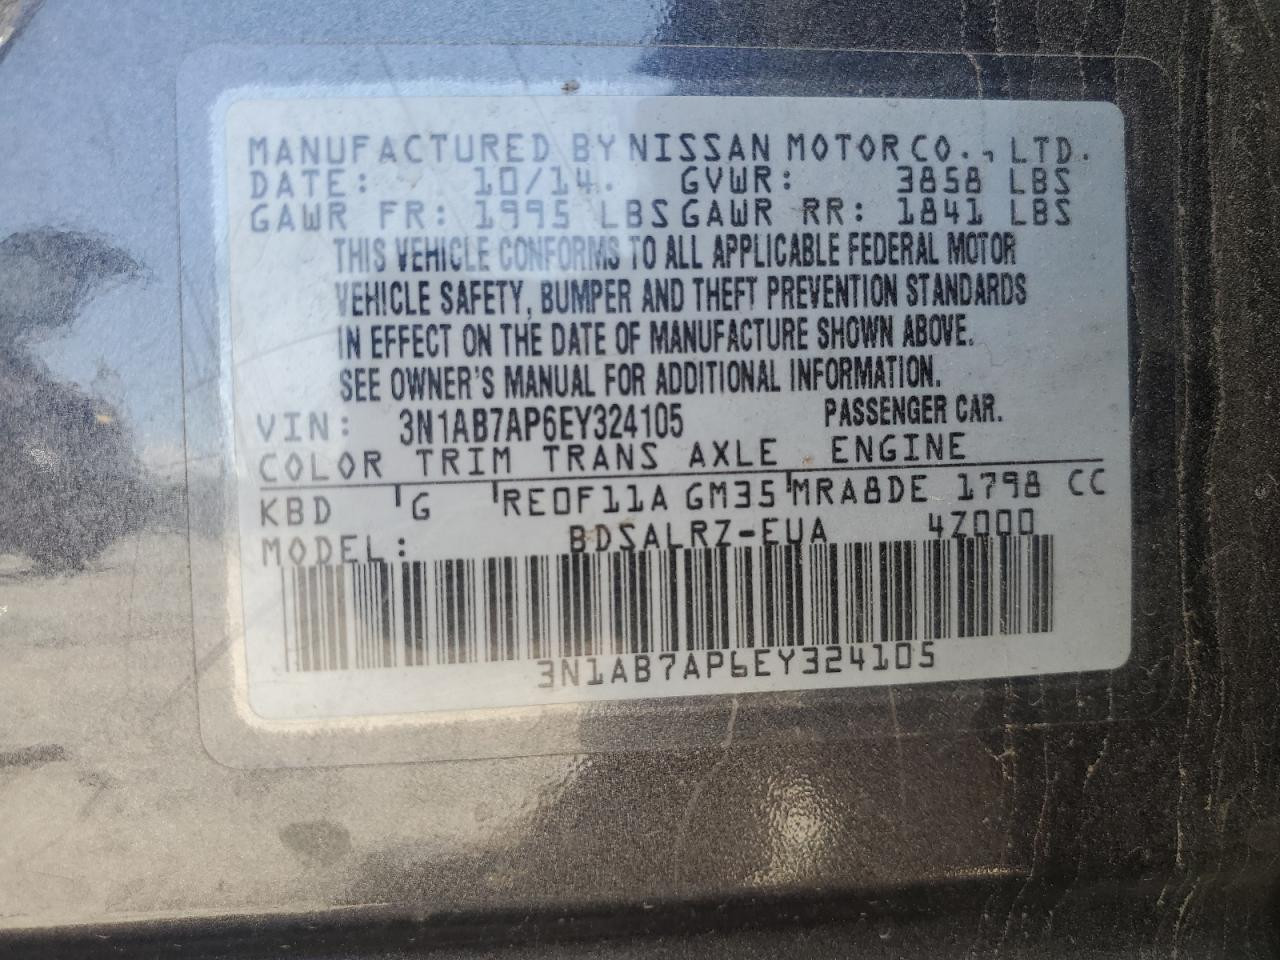 MANUFACTURED BY NISSAN MOTOR CO., LTD.
DATE: 10/14. GVWR: 3858 LBS
GAWR FR: 1995 LBS GAWR RR: 1841 LBS
THIS VEHICLE CONFORMS TO ALL APPLICABLE FEDERAL MOTOR
VEHICLE SAFETY, BUMPER AND THEFT PREVENTION STANDARDS
IN EFFECT ON THE DATE OF MANUFACTURE SHOWN ABOVE.
SEE OWNER'S MANUAL FOR ADDITIONAL INFORMATION.
VIN: 3N1AB7AP6EY324105 PASSENGER CAR.
COLOR TRIM TRANS AXLE ENGINE
KBD G RE0F11A GM35 MRA8DE 1798 CC
MODEL: BDSALRZ-EUA 4Z000
3N1AB7AP6EY324105